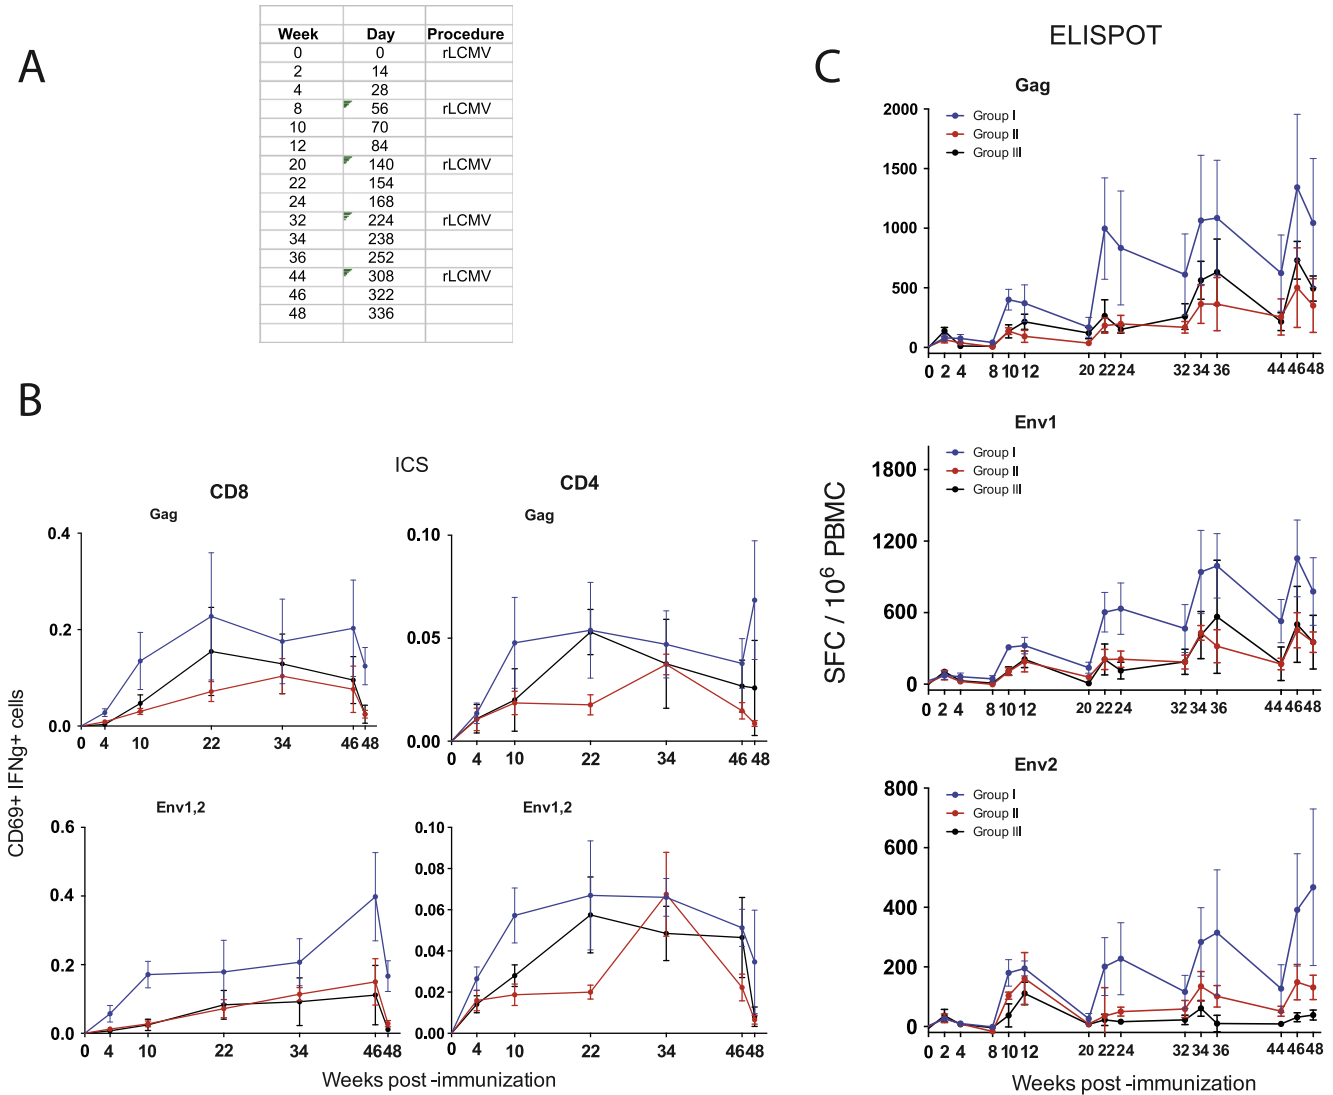 A
Week Day Procedure
0 0 rLCMV
2 14
4 28
8 56 rLCMV
10 70
12 84
20 140 rLCMV
22 154
24 168
32 224 rLCMV
34 238
36 252
44 308 rLCMV
46 322
48 336
B
ICS
CD8
CD4
Gag
0.4
0.2
0.0
0 4 10 22 34 46 48
Gag
0.10
0.05
0.00
0 4 10 22 34 46 48
CD69+ IFNg+ cells
Env1,2
0.6
0.4
0.2
0.0
0 4 10 22 34 46 48
Env1,2
0.10
0.08
0.06
0.04
0.02
0.00
0 4 10 22 34 46 48
Weeks post -immunization
C
ELISPOT
Gag
Group I
Group II
Group III
2000
1500
1000
500
0
0 2 4 8 10 12 20 22 24 32 34 36 44 46 48
SFC / 10⁶ PBMC
Env1
Group I
Group II
Group III
1800
1200
600
0
0 2 4 8 10 12 20 22 24 32 34 36 44 46 48
Env2
Group I
Group II
Group III
800
600
400
200
0
0 2 4 8 10 12 20 22 24 32 34 36 44 46 48
Weeks post -immunization